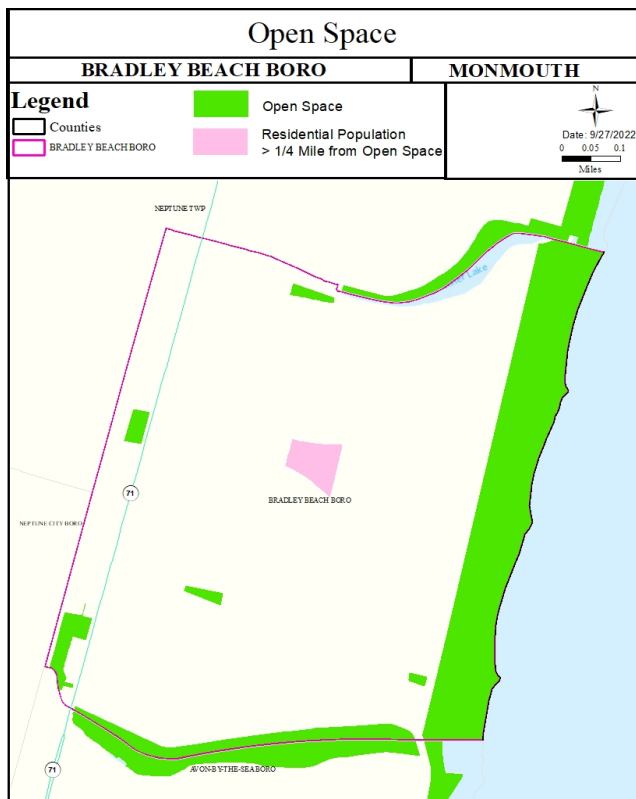 Open Space
BRADLEY BEACH BORO
MONMOUTH
Legend
Counties
BRADLEY BEACH BORO
Open Space
Residential Population
> 1/4 Mile from Open Space
N
Date: 9/27/2022
0 0.05 0.1
Miles
NEPTUNE TWP
Lake
71
BRADLEY BEACH BORO
NEPTUNE CITY BORO
AVON-BY-THE-SEA BORO
71